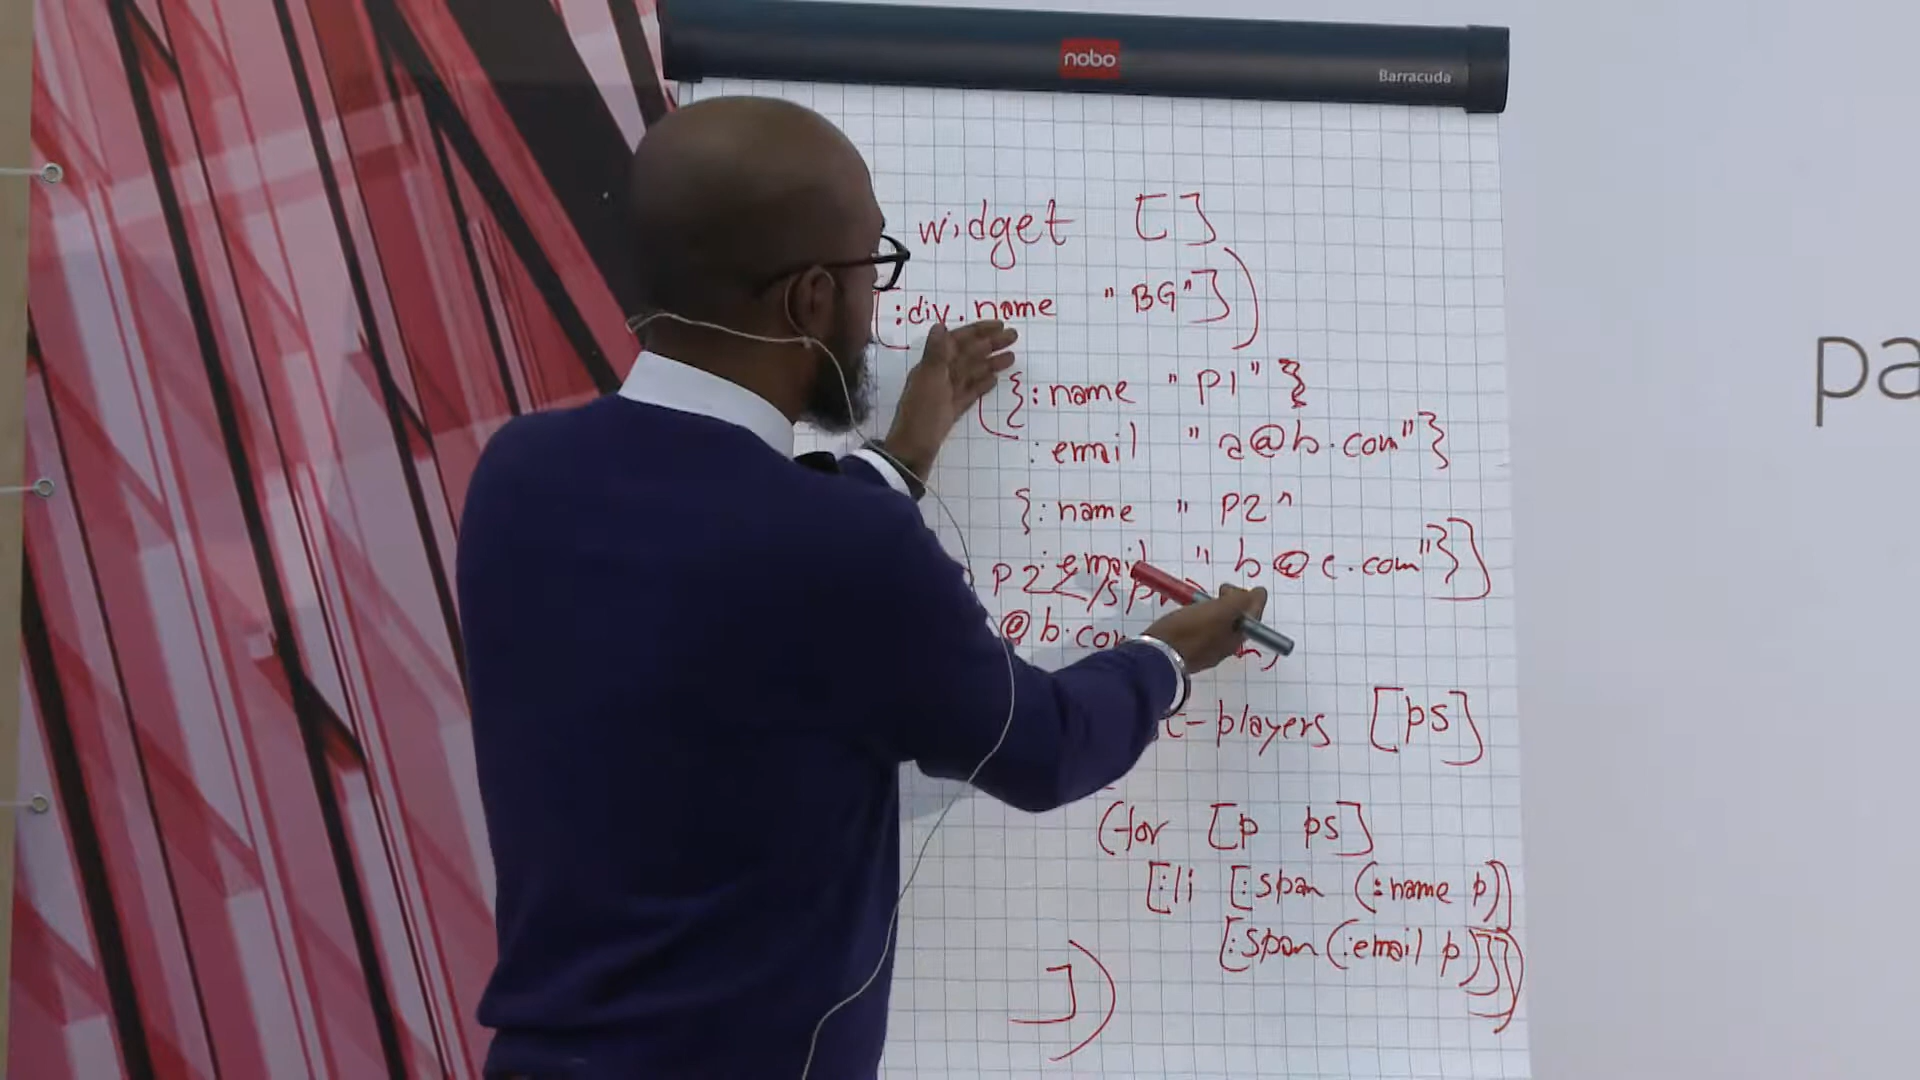 nobo
Barracuda
widget []
[:div.name "BG"])
[{:name "P1"}
:email "a@b.com"}
{:name "P2"
:email "b@c.com"}]
P2</sp
@b.com
t-players [ps]
(for [p ps]
[:li [:span (:name p)]
[:span (:email p)]]])
])
pa